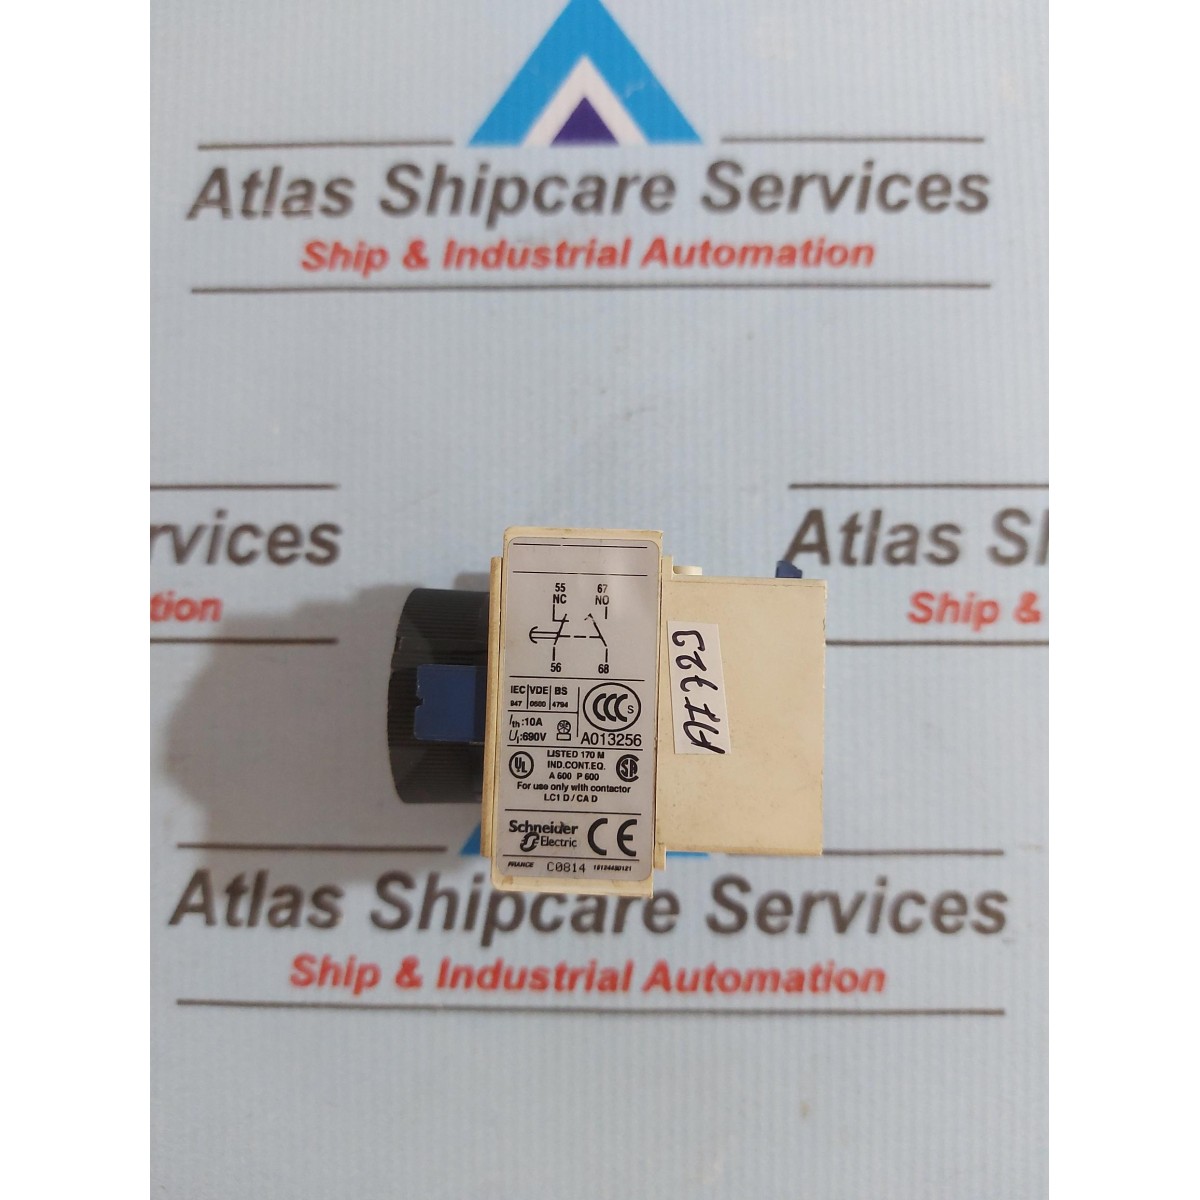 Atlas Shipcare Services
Ship & Industrial Automation
rvices
tion
Atlas S
Ship &
55 67
NC NO
56 68
IEC VDE BS
947 0660 4794
Ith:10A
Ui:690V
CCC S
A013256
UL
LISTED 170 M
IND.CONT.EQ.
A 600 P 600
For use only with contactor
LC1 D / CA D
Schneider
Electric
CE
FRANCE C0814
Atlas Shipcare Services
Ship & Industrial Automation